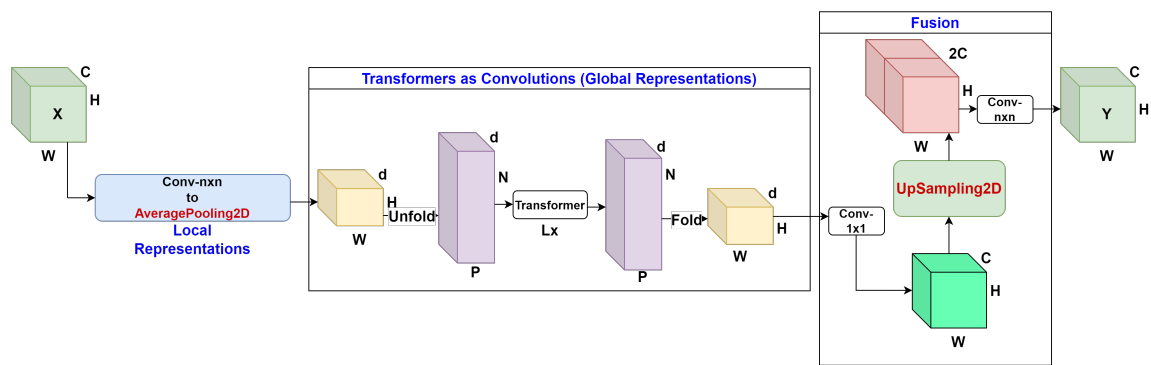 X
C
H
W
Conv-nxn
to
AveragePooling2D
Local
Representations
Transformers as Convolutions (Global Representations)
d
H
W
Unfold
d
N
P
Transformer
Lx
d
N
P
Fold
d
H
W
Fusion
Conv-
1x1
C
H
W
UpSampling2D
2C
H
W
Conv-
nxn
Y
C
H
W